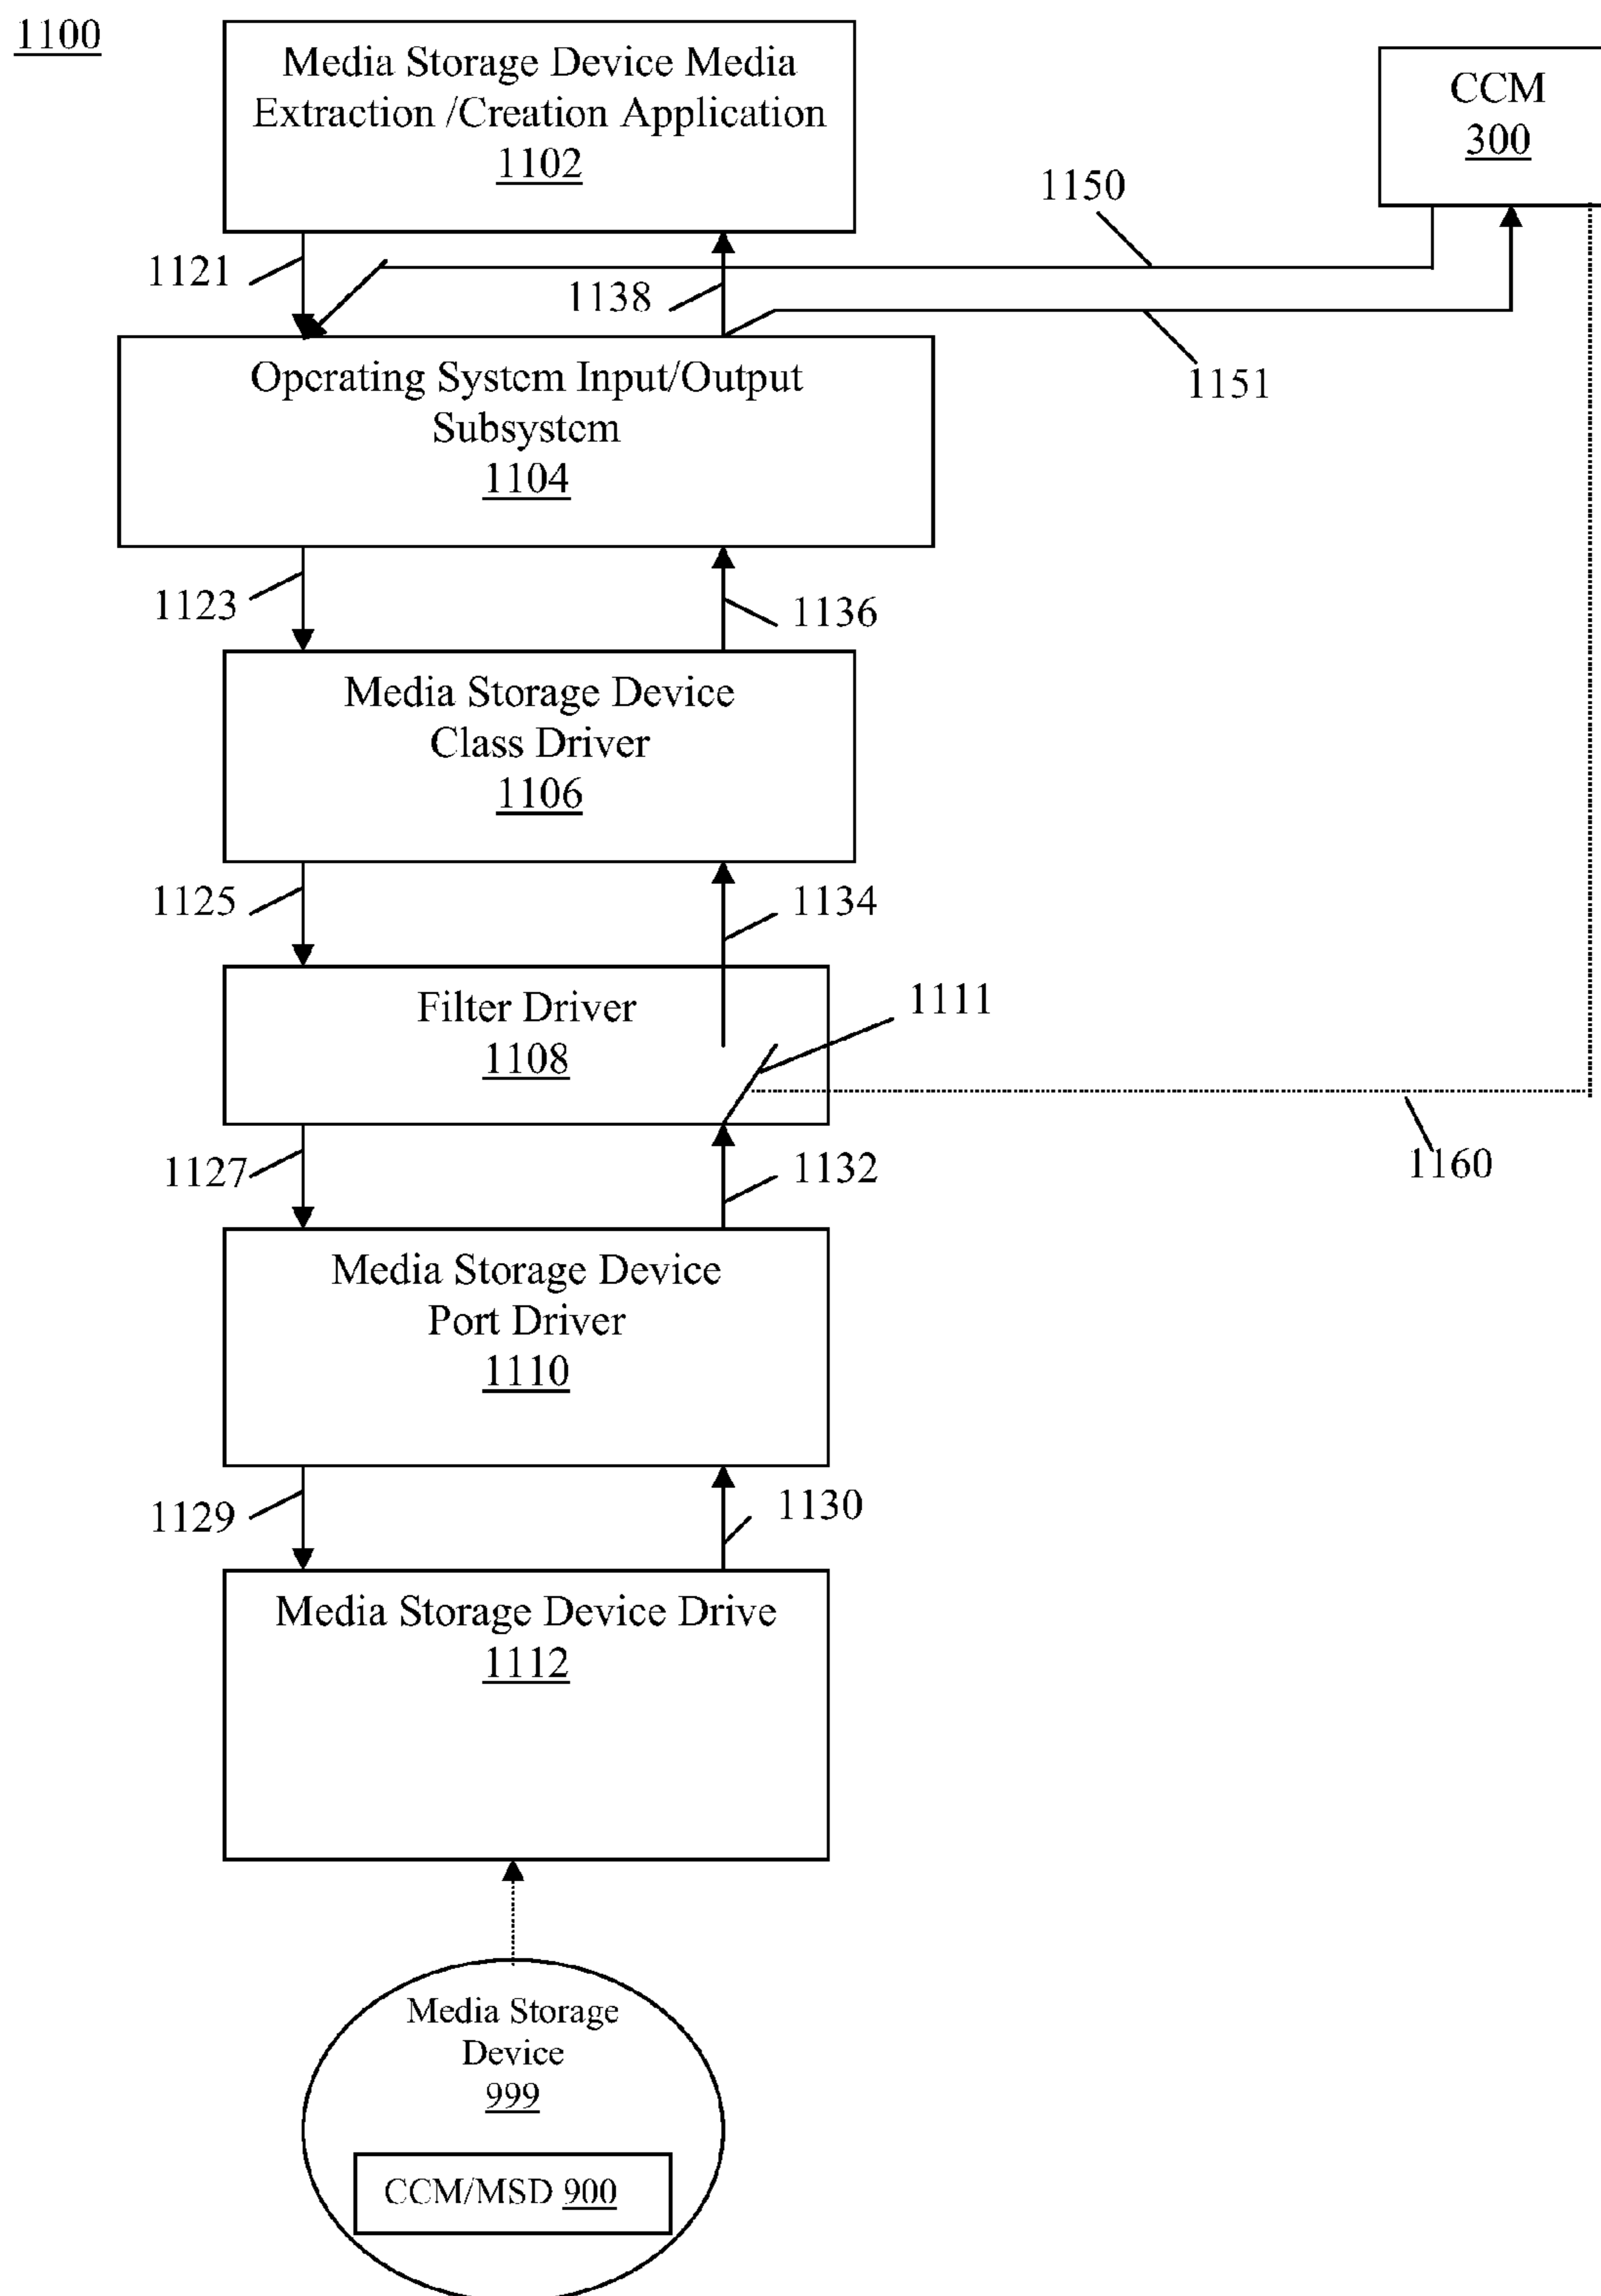 1100
Media Storage Device Media
Extraction /Creation Application
1102
CCM
300
1150
1121
1138
1151
Operating System Input/Output
Subsystem
1104
1123
1136
Media Storage Device
Class Driver
1106
1125
1134
Filter Driver
1108
1111
1127
1132
1160
Media Storage Device
Port Driver
1110
1129
1130
Media Storage Device Drive
1112
Media Storage
Device
999
CCM/MSD 900